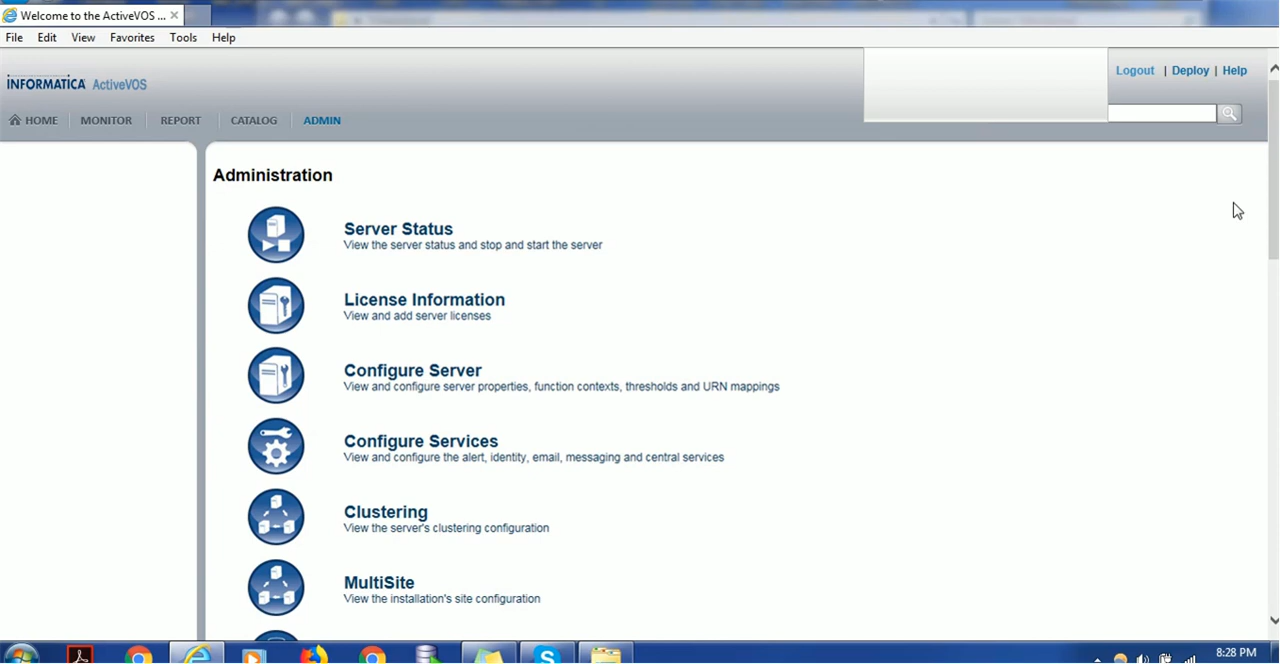 Welcome to the ActiveVOS ...
File Edit View Favorites Tools Help
Logout | Deploy | Help
INFORMATICA ActiveVOS
HOME MONITOR REPORT CATALOG ADMIN
Administration
Server Status
View the server status and stop and start the server
License Information
View and add server licenses
Configure Server
View and configure server properties, function contexts, thresholds and URN mappings
Configure Services
View and configure the alert, identity, email, messaging and central services
Clustering
View the server's clustering configuration
MultiSite
View the installation's site configuration
8:28 PM